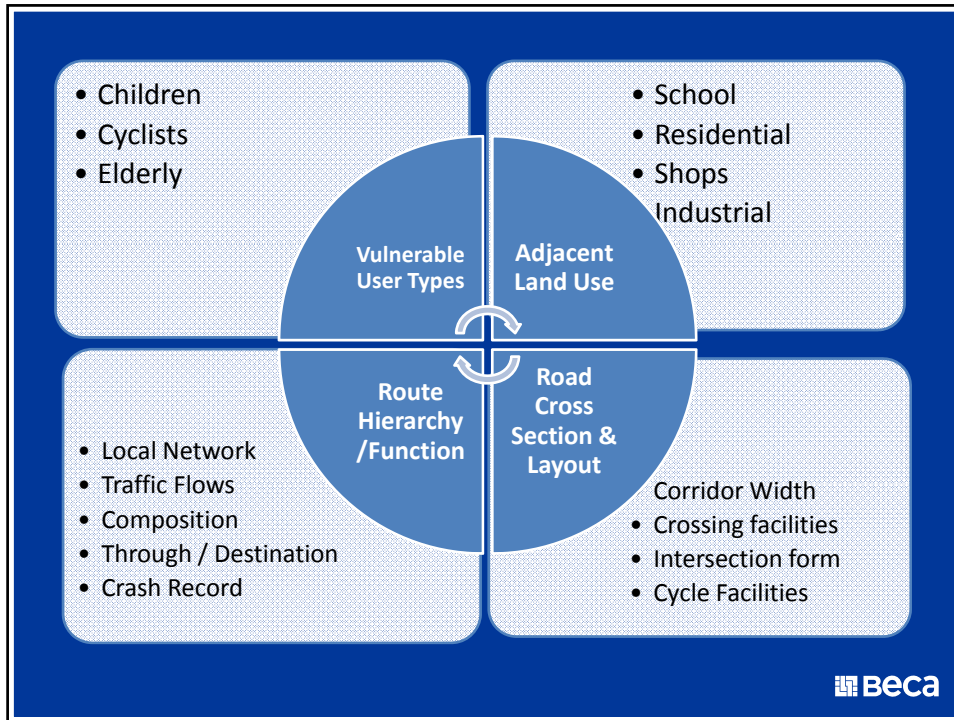 • Children
• Cyclists
• Elderly
• School
• Residential
• Shops
Industrial
Vulnerable
User Types
Adjacent
Land Use
Route
Hierarchy
/Function
Road
Cross
Section &
Layout
• Local Network
• Traffic Flows
• Composition
• Through / Destination
• Crash Record
Corridor Width
• Crossing facilities
• Intersection form
• Cycle Facilities
Beca